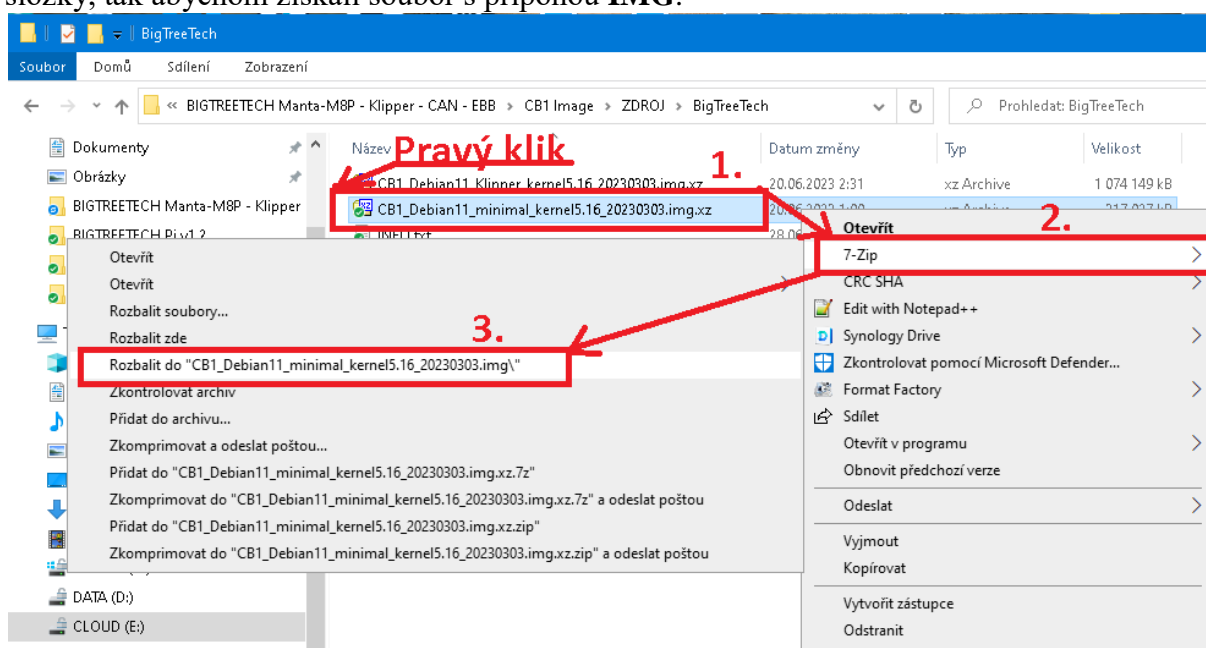 složky, tak abychom získali soubor s příponou IMG.
BigTreeTech
Soubor Domů Sdílení Zobrazení
« BIGTREETECH Manta-M8P - Klipper - CAN - EBB > CB1 Image > ZDROJ > BigTreeTech
Prohledat: BigTreeTech
Název Datum změny Typ Velikost
Pravý klik
1.
CB1_Debian11_Klipper_kernel5.16_20230303.img.xz 20.06.2023 2:31 xz Archive 1 074 149 kB
CB1_Debian11_minimal_kernel5.16_20230303.img.xz
Dokumenty
Obrázky
BIGTREETECH Manta-M8P - Klipper
BIGTREETECH Pi v1.2
DATA (D:)
CLOUD (E:)
2.
Otevřít
7-Zip
CRC SHA
Edit with Notepad++
Synology Drive
Zkontrolovat pomocí Microsoft Defender...
Format Factory
Sdílet
Otevřít v programu
Obnovit předchozí verze
Odeslat
Vyjmout
Kopírovat
Vytvořit zástupce
Odstranit
3.
Otevřít
Otevřít
Rozbalit soubory...
Rozbalit zde
Rozbalit do "CB1_Debian11_minimal_kernel5.16_20230303.img\"
Zkontrolovat archiv
Přidat do archivu...
Zkomprimovat a odeslat poštou...
Přidat do "CB1_Debian11_minimal_kernel5.16_20230303.img.xz.7z"
Zkomprimovat do "CB1_Debian11_minimal_kernel5.16_20230303.img.xz.7z" a odeslat poštou
Přidat do "CB1_Debian11_minimal_kernel5.16_20230303.img.xz.zip"
Zkomprimovat do "CB1_Debian11_minimal_kernel5.16_20230303.img.xz.zip" a odeslat poštou